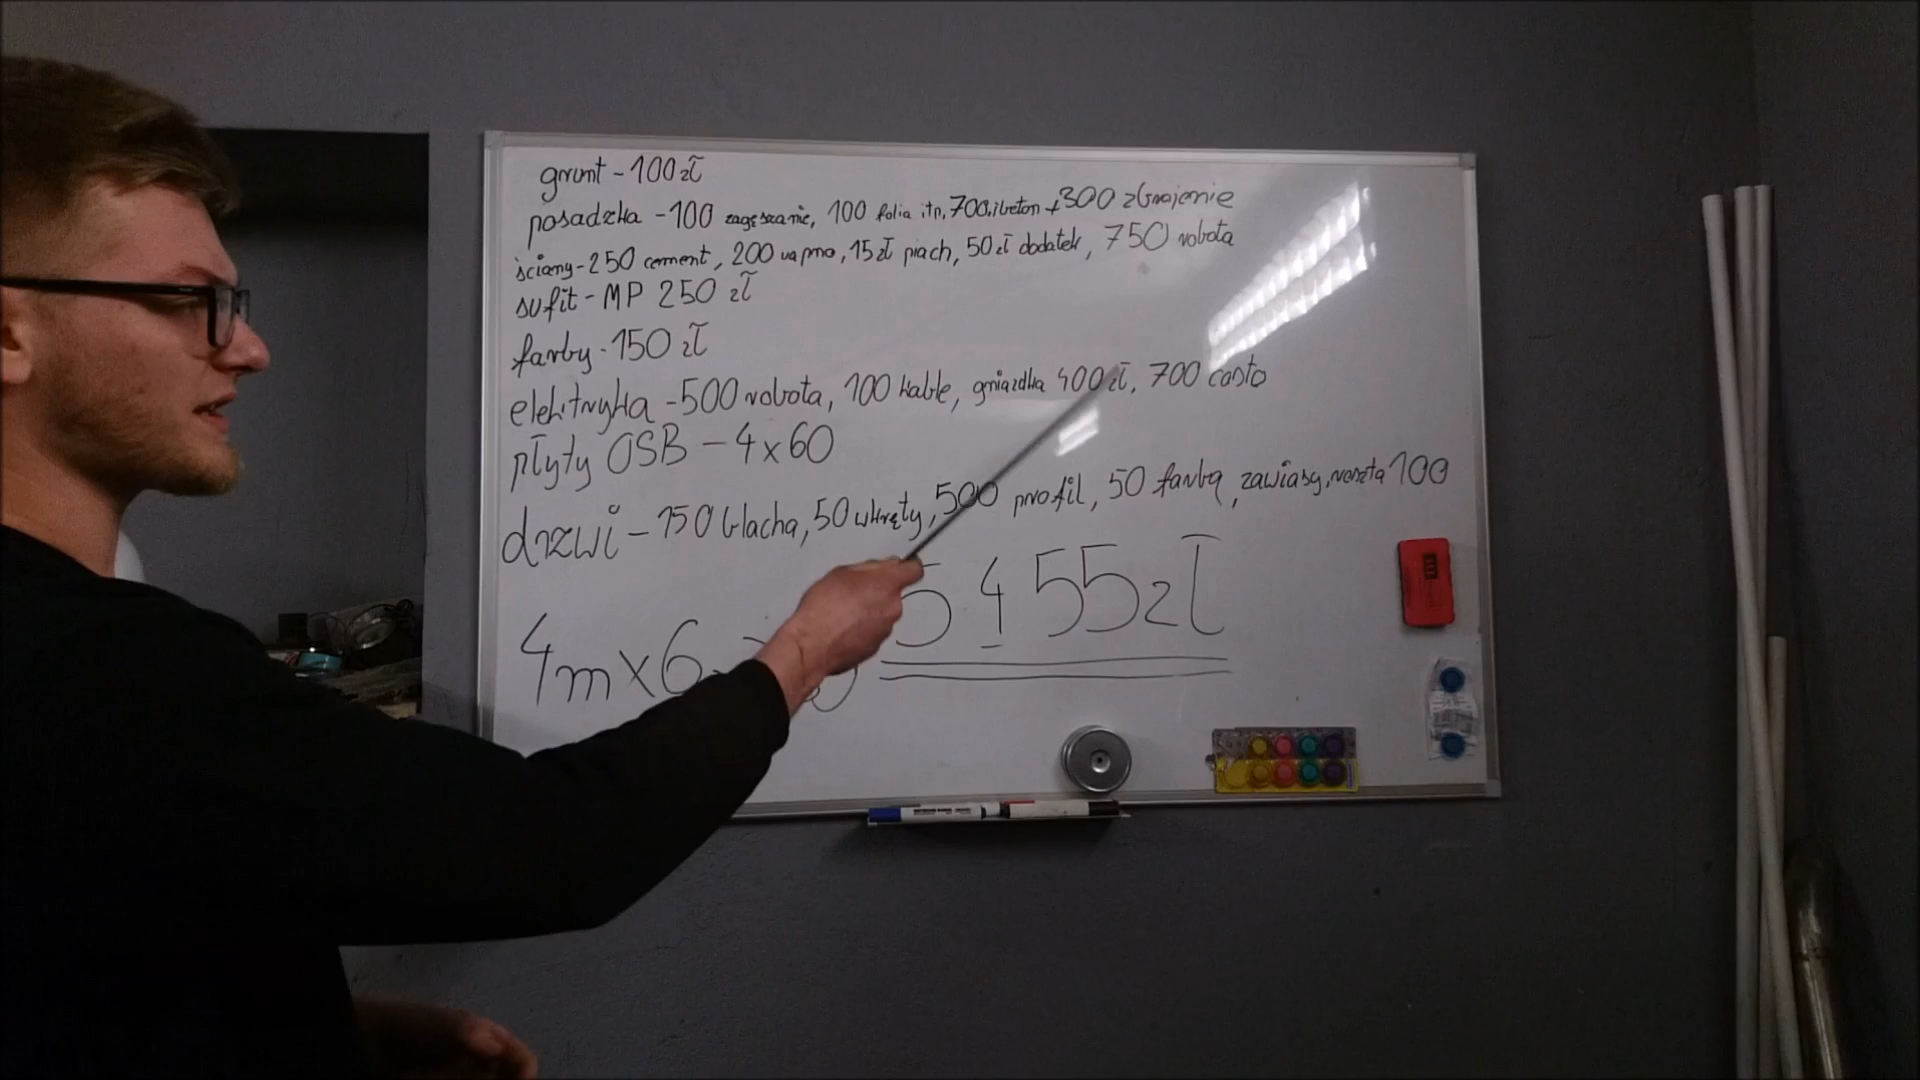 grunt - 100 zł
posadzka - 100 zagęszczanie, 100 folia itp, 700zł beton + 300 zbrojenie
ściany - 250 cement, 200 wapno, 15 zł piach, 50 zł dodatek, 750 robota
sufit - MP 250 zł
farby - 150 zł
elektryka - 500 robota, 100 kable, gniazdka 400 zł, 700
płyty OSB - 4 x 60
drzwi - 150 blacha, 50 wkręty, 500 profil, 50 farba, zawiasy, reszta 100
5455 zł
4m x 6